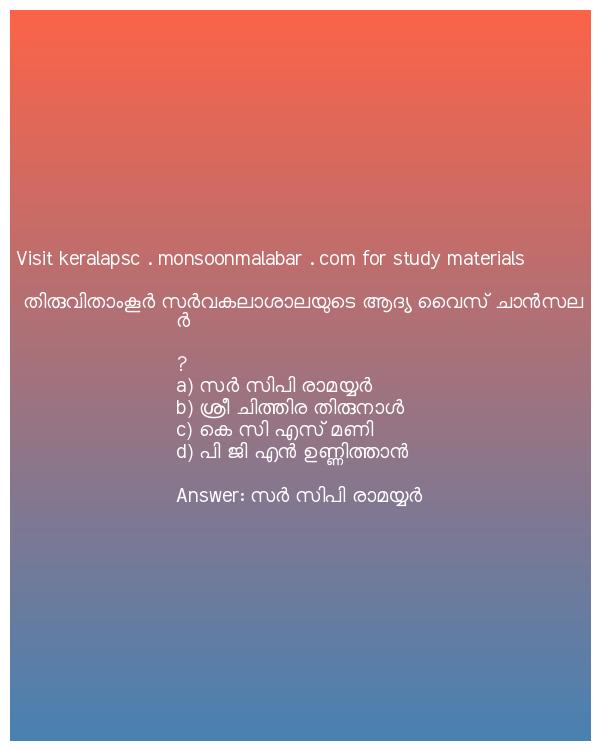 Visit keralapsc . monsoonmalabar . com for study materials
തിരുവിതാംകൂർ സർവകലാശാലയുടെ ആദ്യ വൈസ് ചാൻസല
ർ
?
a) സർ സിപി രാമയ്യർ
b) ശ്രീ ചിത്തിര തിരുനാൾ
c) കെ സി എസ് മണി
d) പി ജി എൻ ഉണ്ണിത്താൻ
Answer: സർ സിപി രാമയ്യർ